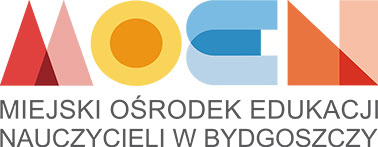 MOEN
MIEJSKI OŚRODEK EDUKACJI
NAUCZYCIELI W BYDGOSZCZY